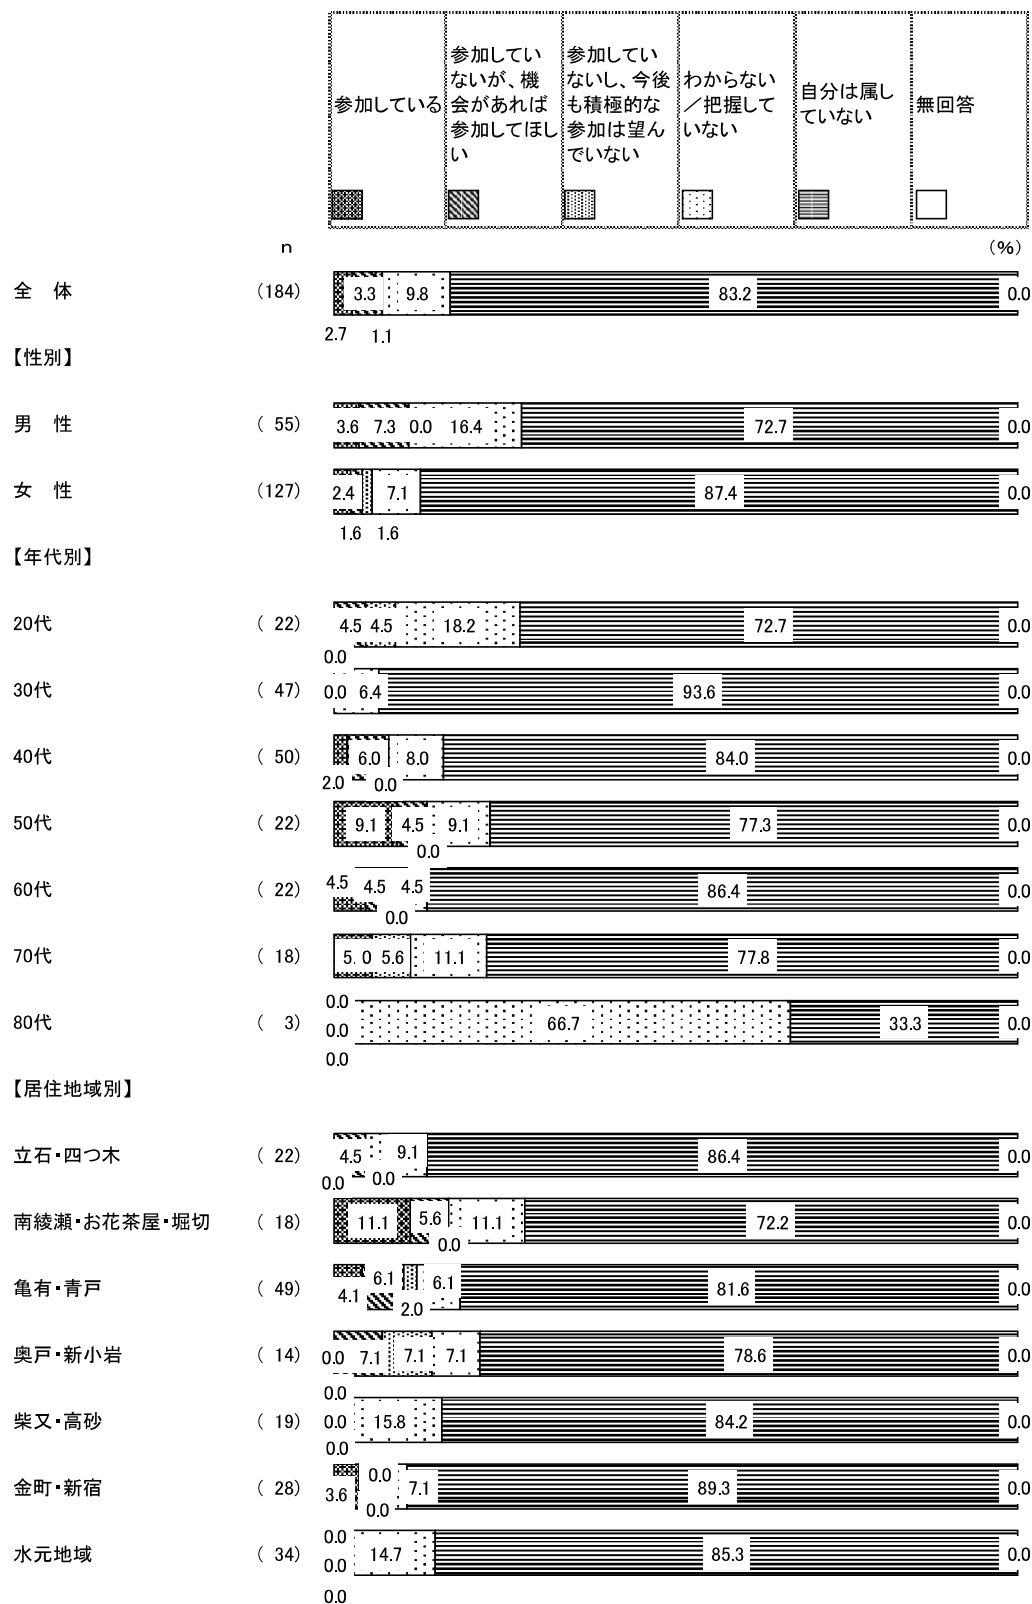 参加している
参加してい
ないが、機
会があれば
参加してほし
い
参加してい
ないし、今後
も積極的な
参加は望ん
でいない
わからない
／把握して
いない
自分は属し
ていない
無回答
n
(%)
全　体 (184) 3.3 9.8 83.2 0.0
2.7 1.1
【性別】
男　性 ( 55) 3.6 7.3 0.0 16.4 72.7 0.0
女　性 (127) 2.4 7.1 87.4 0.0
1.6 1.6
【年代別】
20代 ( 22) 4.5 4.5 18.2 72.7 0.0
0.0
30代 ( 47) 0.0 6.4 93.6 0.0
40代 ( 50) 6.0 8.0 84.0 0.0
2.0 0.0
50代 ( 22) 9.1 4.5 9.1 77.3 0.0
0.0
60代 ( 22) 4.5 4.5 4.5 86.4 0.0
0.0
70代 ( 18) 5. 0 5.6 11.1 77.8 0.0
0.0
80代 ( 3) 0.0 66.7 33.3 0.0
0.0
【居住地域別】
立石・四つ木 ( 22) 4.5 9.1 86.4 0.0
0.0 0.0
南綾瀬・お花茶屋・堀切 ( 18) 11.1 5.6 11.1 72.2 0.0
0.0
亀有・青戸 ( 49) 4.1 6.1 6.1 81.6 0.0
2.0
奥戸・新小岩 ( 14) 0.0 7.1 7.1 7.1 78.6 0.0
0.0
柴又・高砂 ( 19) 0.0 15.8 84.2 0.0
0.0
0.0
金町・新宿 ( 28) 3.6 7.1 89.3 0.0
0.0
0.0
水元地域 ( 34) 0.0 14.7 85.3 0.0
0.0